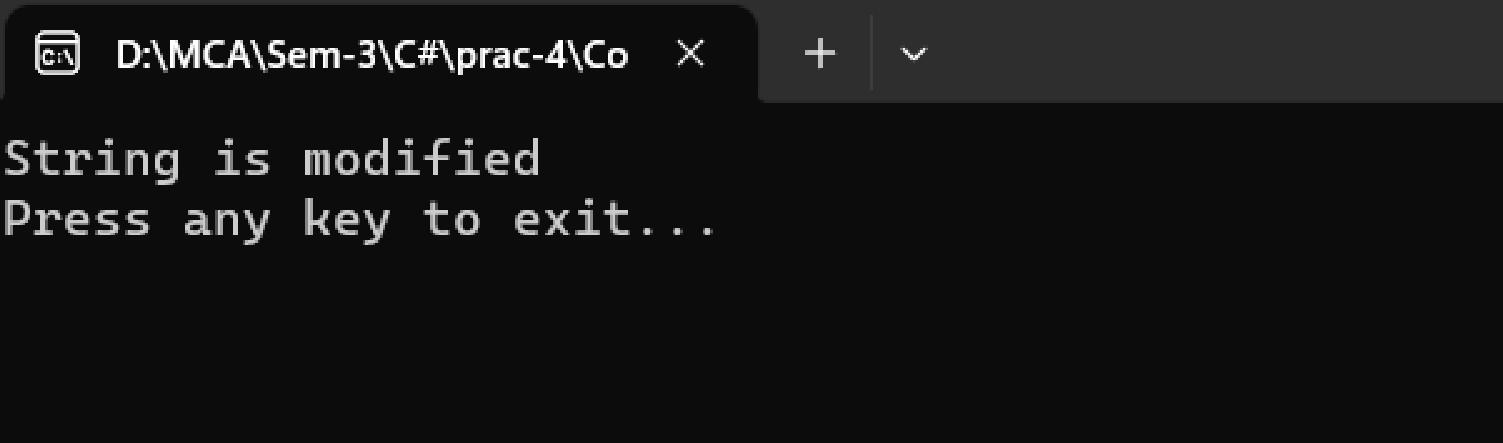 D:\MCA\Sem-3\C#\prac-4\Co
String is modified
Press any key to exit...